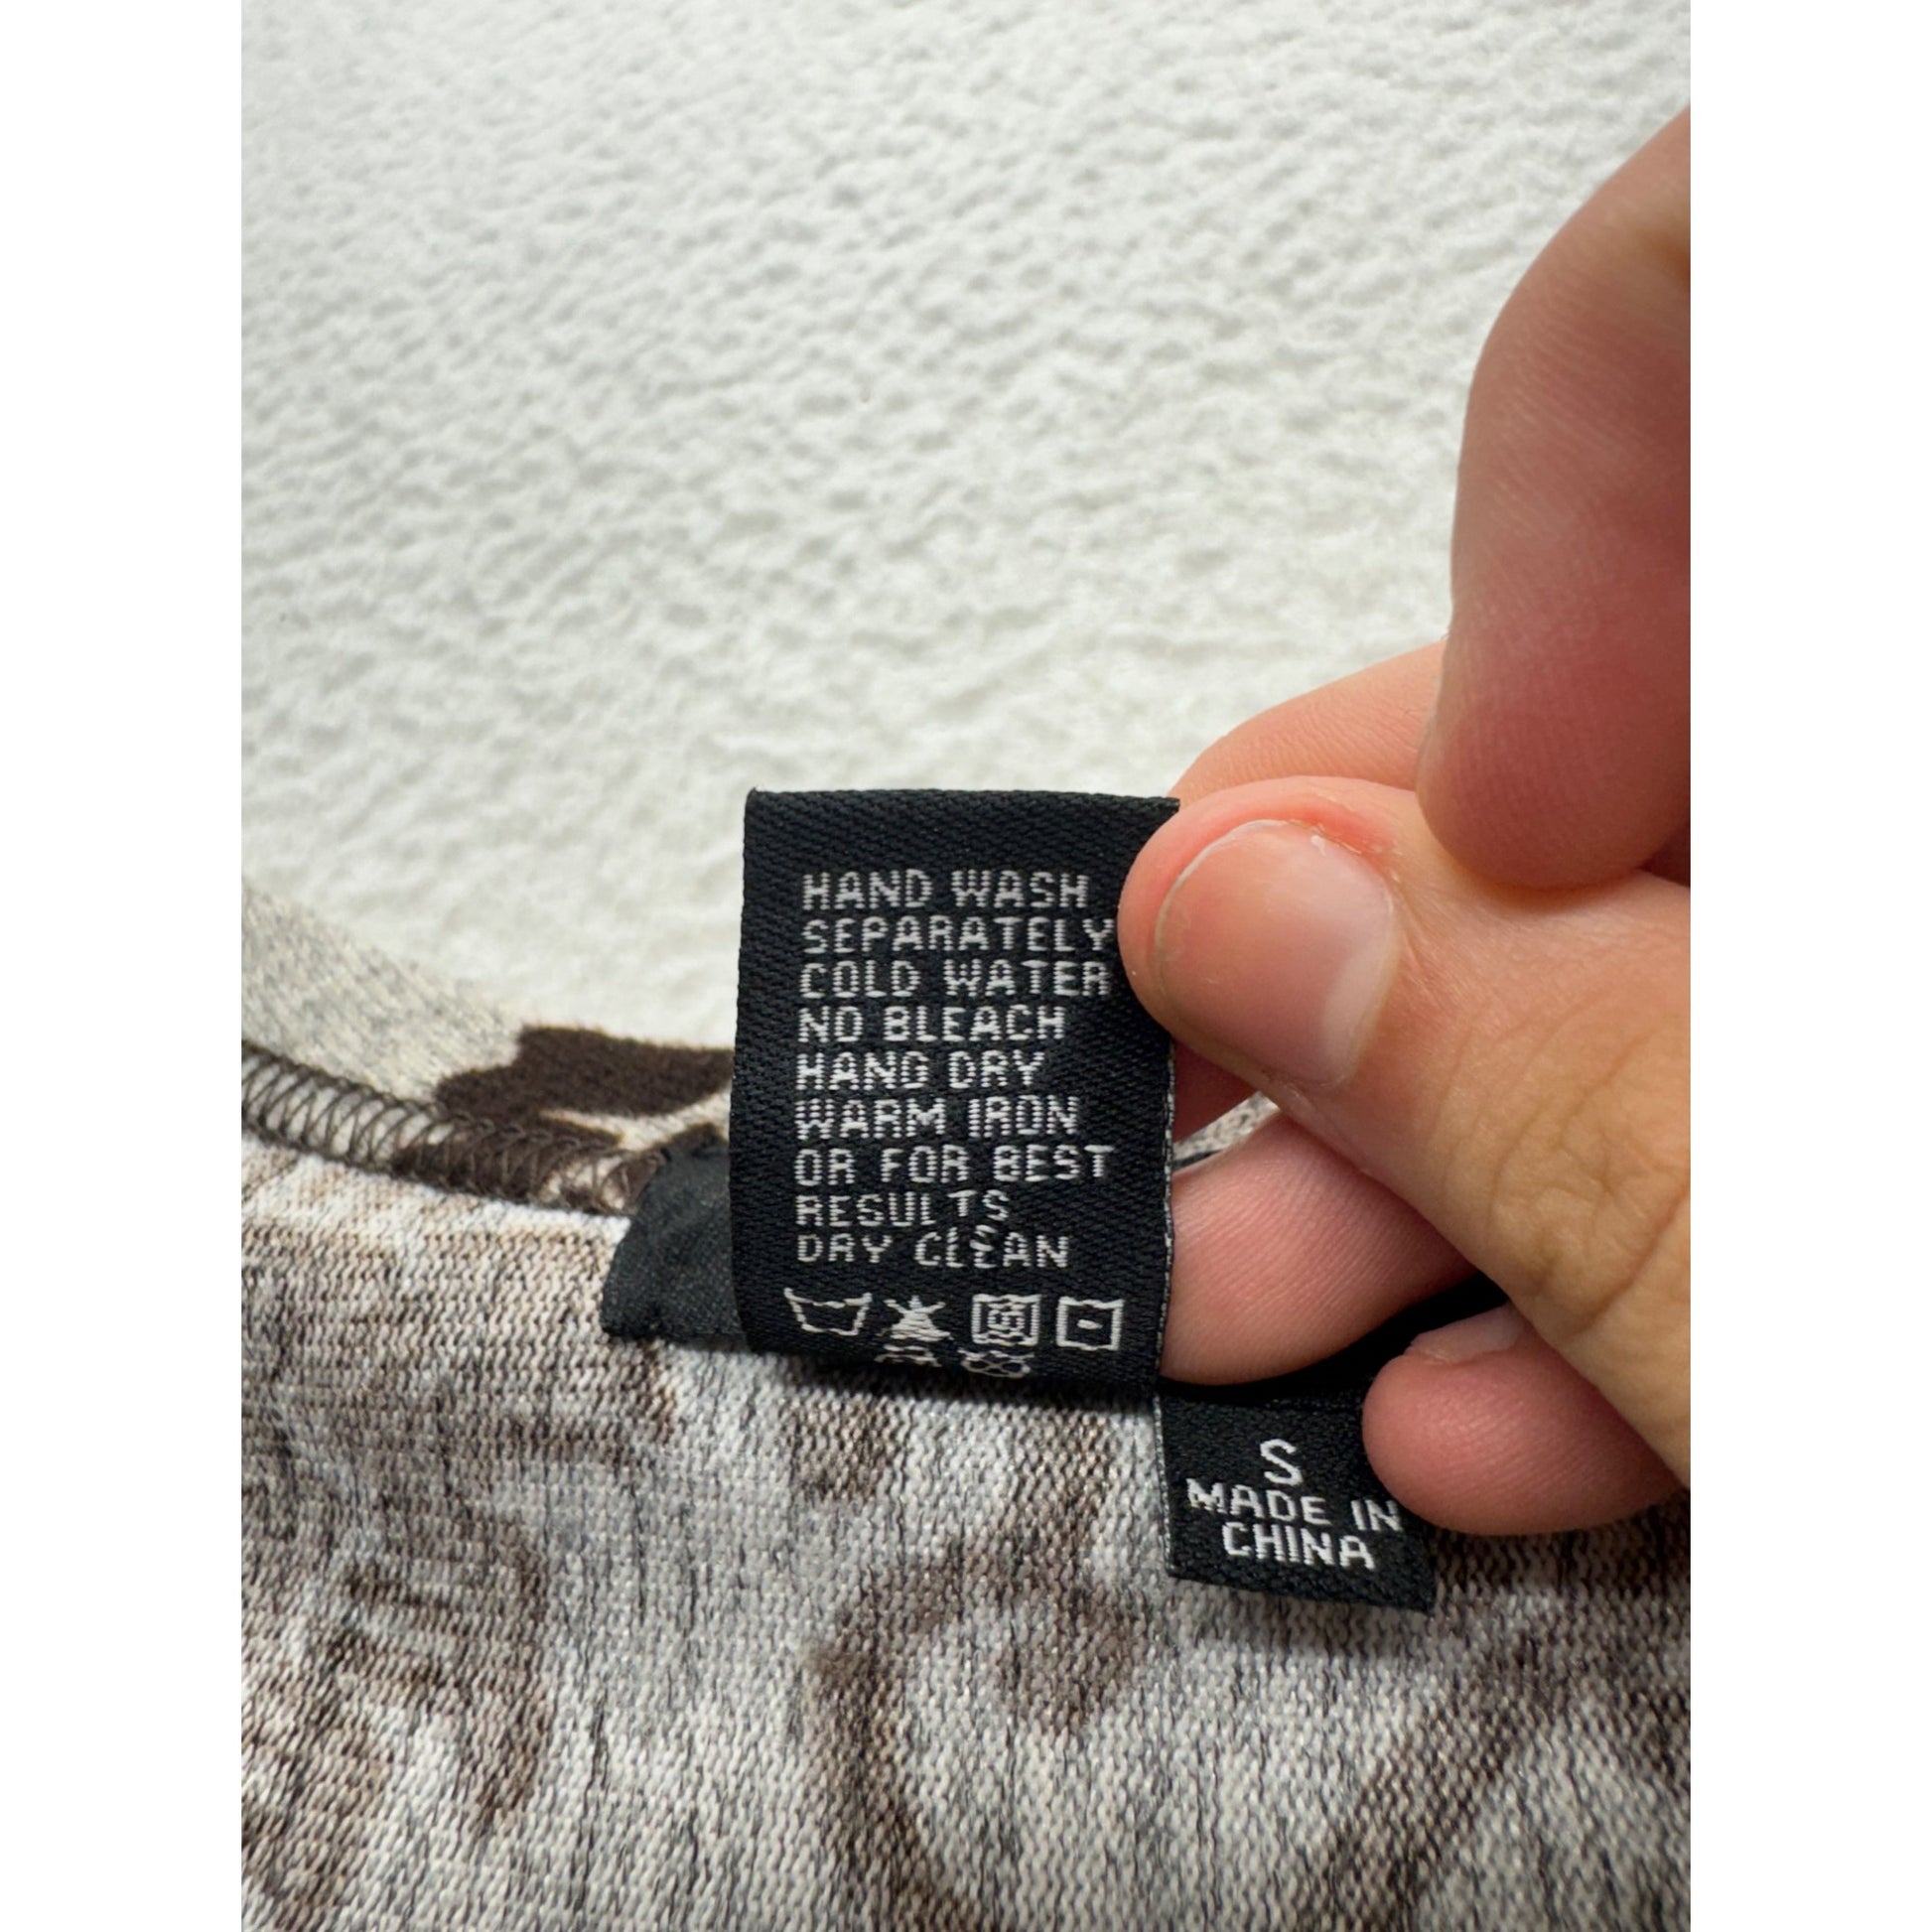 HAND WASH
SEPARATELY
COLD WATER
NO BLEACH
HANG DRY
WARM IRON
OR FOR BEST
RESULTS
DRY CLEAN
S
MADE IN
CHINA